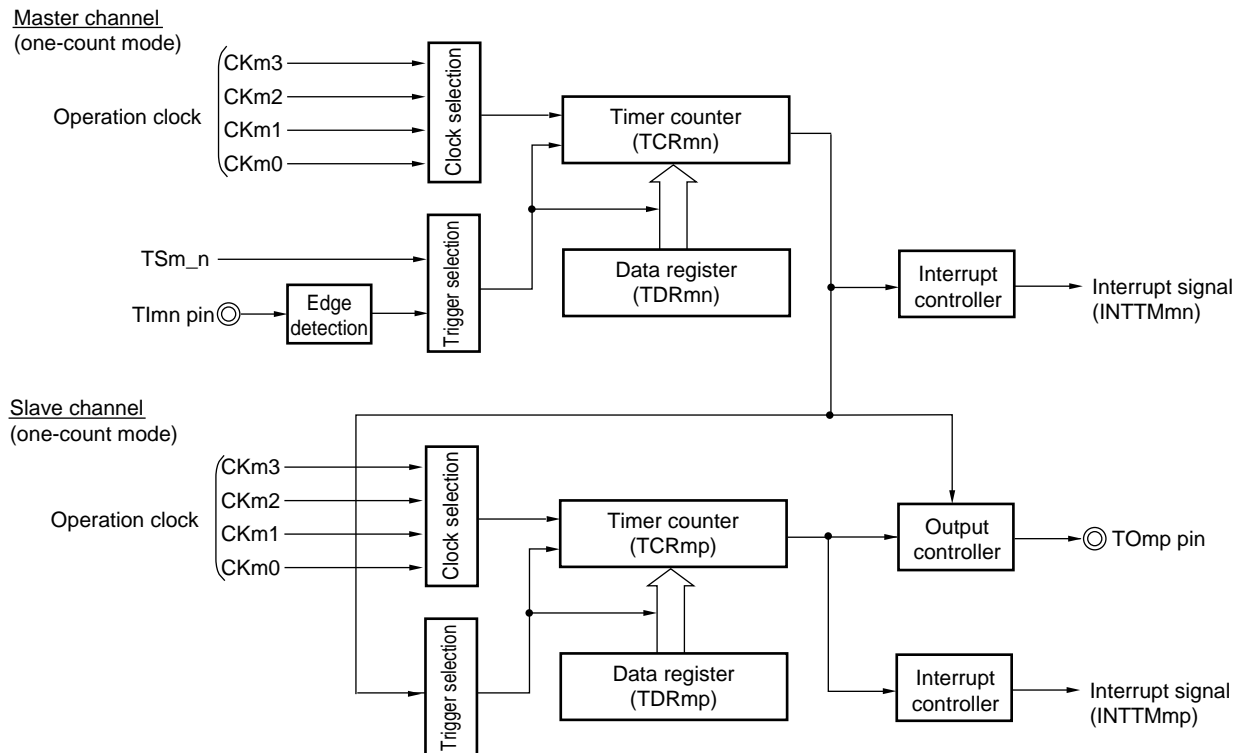 Master channel
(one-count mode)
CKm3
CKm2
Operation clock
CKm1
CKm0
Clock selection
Timer counter
(TCRmn)
TSm_n
TImn pin
Edge
detection
Trigger selection
Data register
(TDRmn)
Interrupt
controller
Interrupt signal
(INTTMmn)
Slave channel
(one-count mode)
CKm3
CKm2
Operation clock
CKm1
CKm0
Clock selection
Timer counter
(TCRmp)
Output
controller
TOmp pin
Trigger selection
Data register
(TDRmp)
Interrupt
controller
Interrupt signal
(INTTMmp)